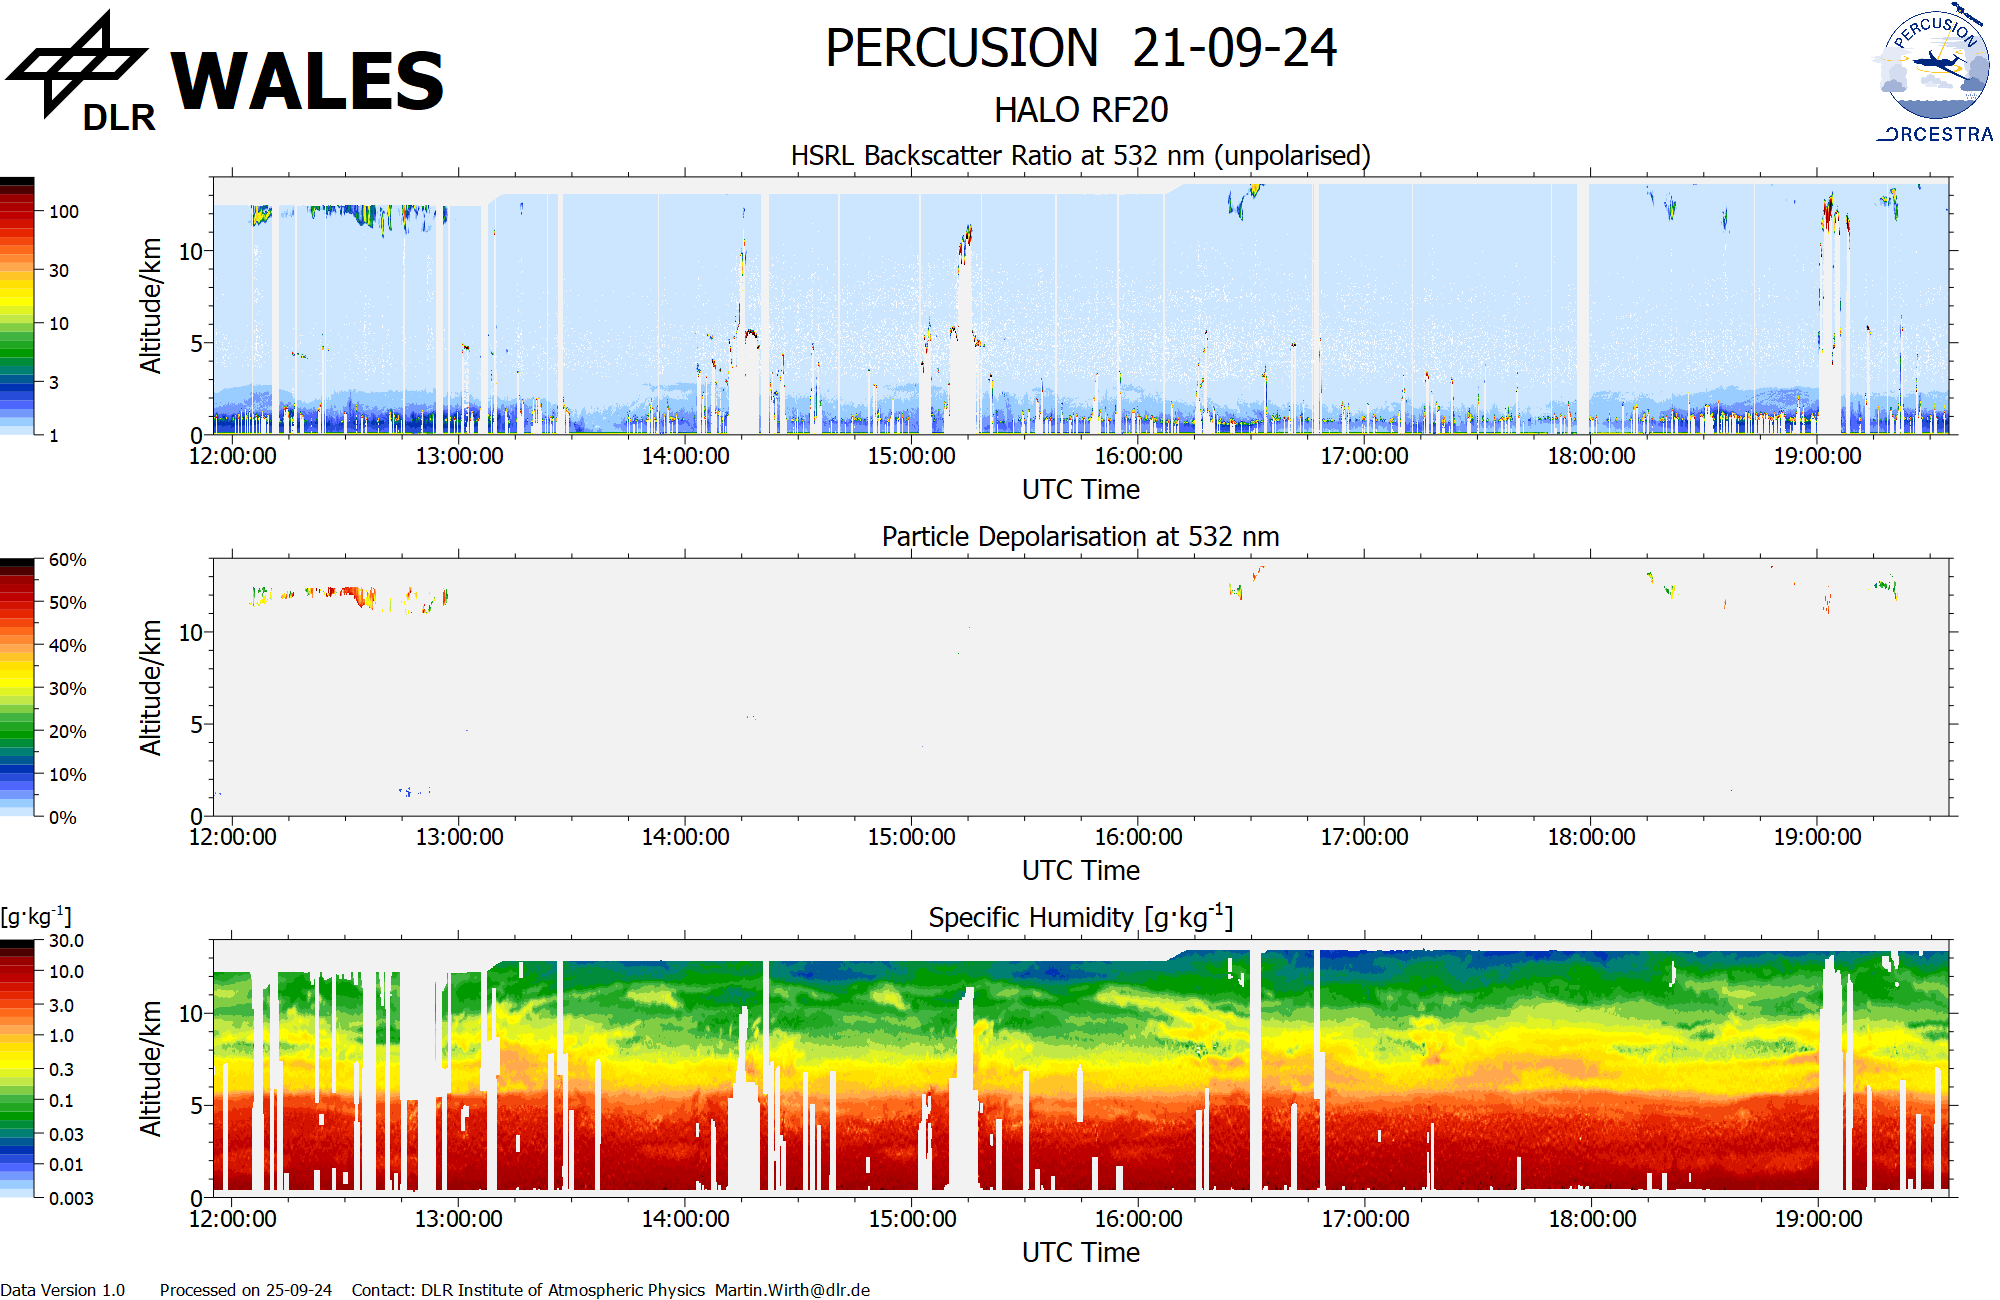 DLR
WALES
PERCUSION 21-09-24
HALO RF20
PERCUSION
ORCESTRA
HSRL Backscatter Ratio at 532 nm (unpolarised)
100
30
10
3
1
Altitude/km
10
5
0
12:00:00 13:00:00 14:00:00 15:00:00 16:00:00 17:00:00 18:00:00 19:00:00
UTC Time
Particle Depolarisation at 532 nm
60%
50%
40%
30%
20%
10%
0%
Altitude/km
10
5
0
12:00:00 13:00:00 14:00:00 15:00:00 16:00:00 17:00:00 18:00:00 19:00:00
UTC Time
Specific Humidity [g·kg⁻¹]
[g·kg⁻¹]
30.0
10.0
3.0
1.0
0.3
0.1
0.03
0.01
0.003
Altitude/km
10
5
0
12:00:00 13:00:00 14:00:00 15:00:00 16:00:00 17:00:00 18:00:00 19:00:00
UTC Time
Data Version 1.0 Processed on 25-09-24 Contact: DLR Institute of Atmospheric Physics Martin.Wirth@dlr.de